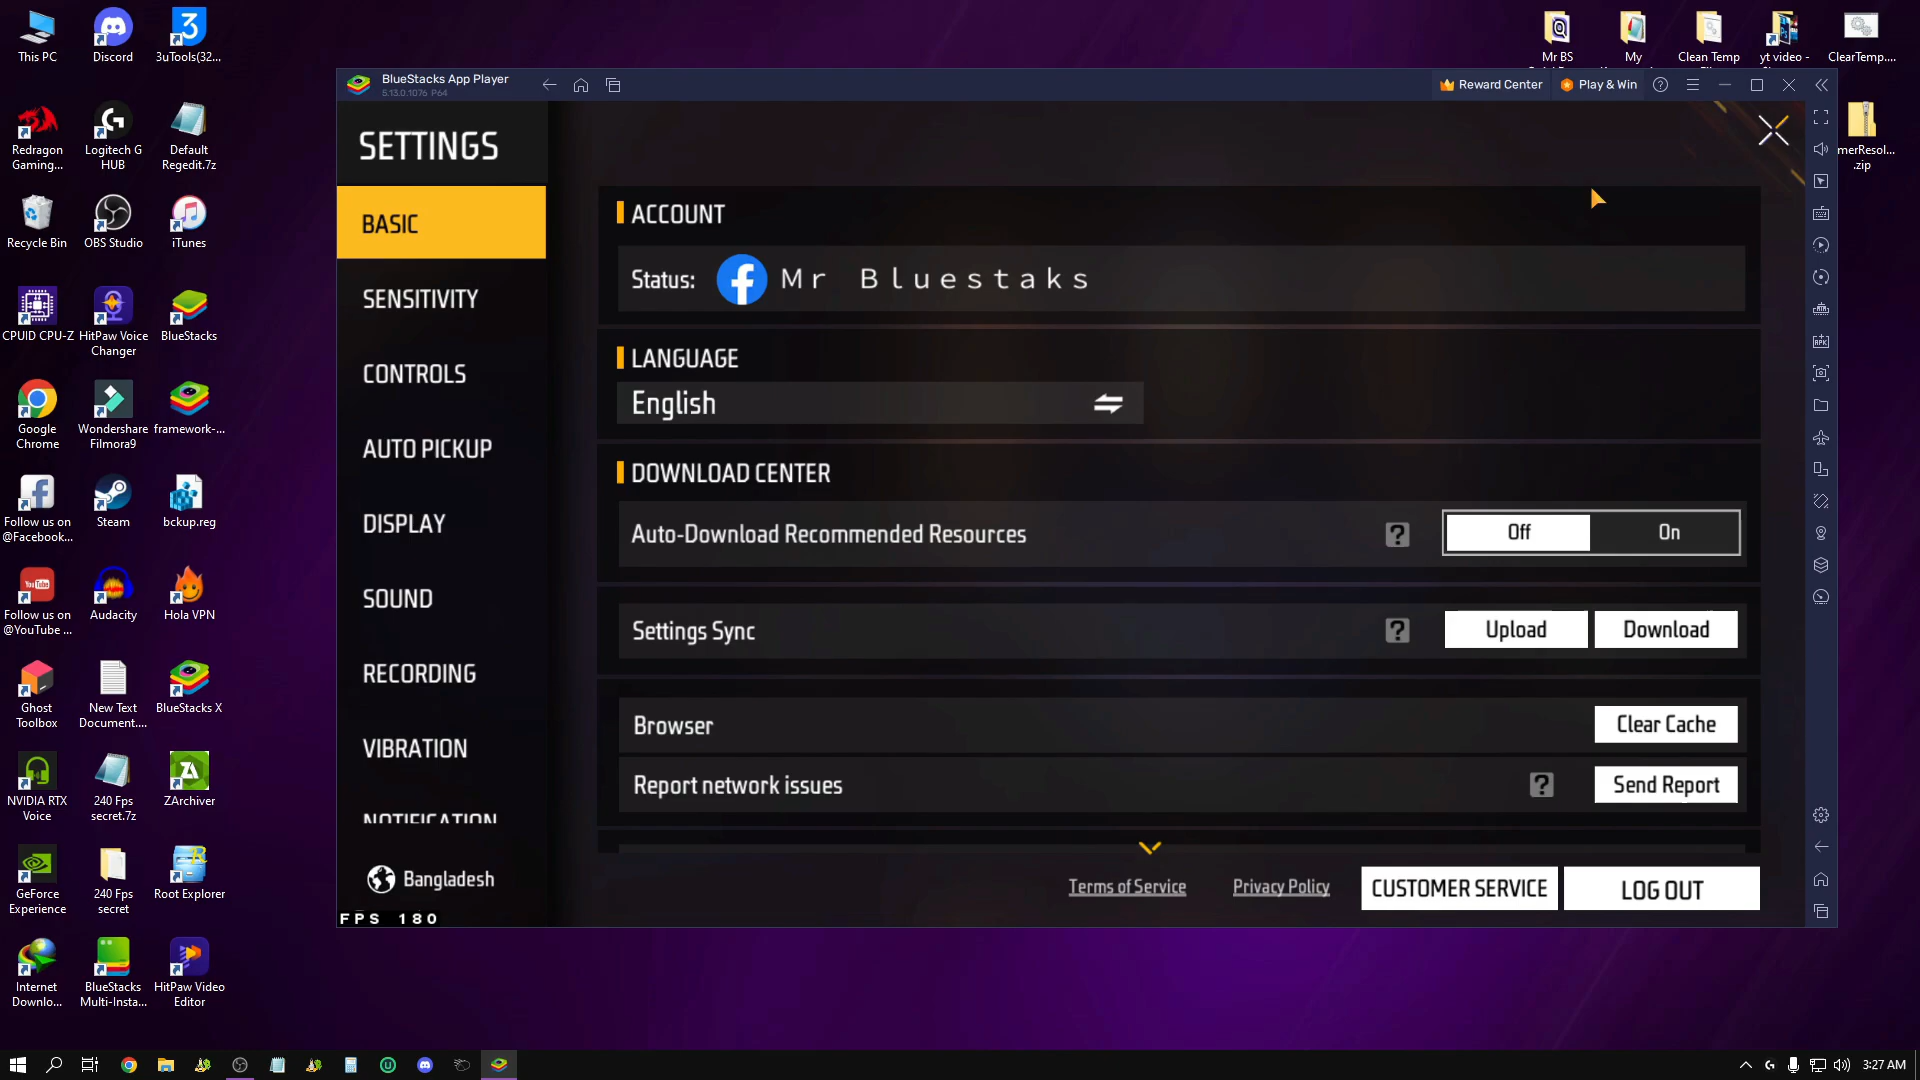 This PC
Discord
3uTools(32...
Mr BS
My
Clean Temp
yt video -
ClearTemp....
BlueStacks App Player
5.13.0.1076 P64
Reward Center
Play & Win
SETTINGS
BASIC
SENSITIVITY
CONTROLS
AUTO PICKUP
DISPLAY
SOUND
RECORDING
VIBRATION
NOTIFICATION
Bangladesh
FPS 180
ACCOUNT
Status: Mr Bluestaks
LANGUAGE
English
DOWNLOAD CENTER
Auto-Download Recommended Resources ? Off On
Settings Sync ? Upload Download
Browser Clear Cache
Report network issues ? Send Report
Terms of Service
Privacy Policy
CUSTOMER SERVICE
LOG OUT
Redragon
Gaming...
Logitech G
HUB
Default
Regedit.7z
Recycle Bin
OBS Studio
iTunes
CPUID CPU-Z
HitPaw Voice
Changer
BlueStacks
Google
Chrome
Wondershare
Filmora9
framework-...
Follow us on
@Facebook...
Steam
bckup.reg
Follow us on
@YouTube ...
Audacity
Hola VPN
Ghost
Toolbox
New Text
Document....
BlueStacks X
NVIDIA RTX
Voice
240 Fps
secret.7z
ZArchiver
GeForce
Experience
240 Fps
secret
Root Explorer
Internet
Downlo...
BlueStacks
Multi-Insta...
HitPaw Video
Editor
merResol...
.zip
3:27 AM